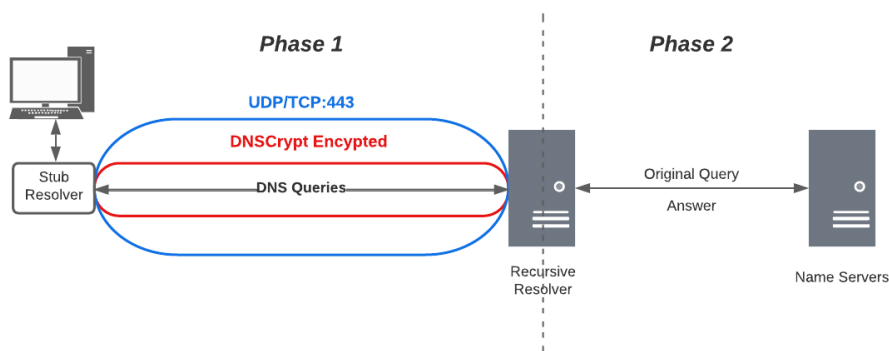 Phase 1
Phase 2
UDP/TCP:443
DNSCrypt Encypted
Stub
Resolver
DNS Queries
Original Query
Answer
Recursive
Resolver
Name Servers